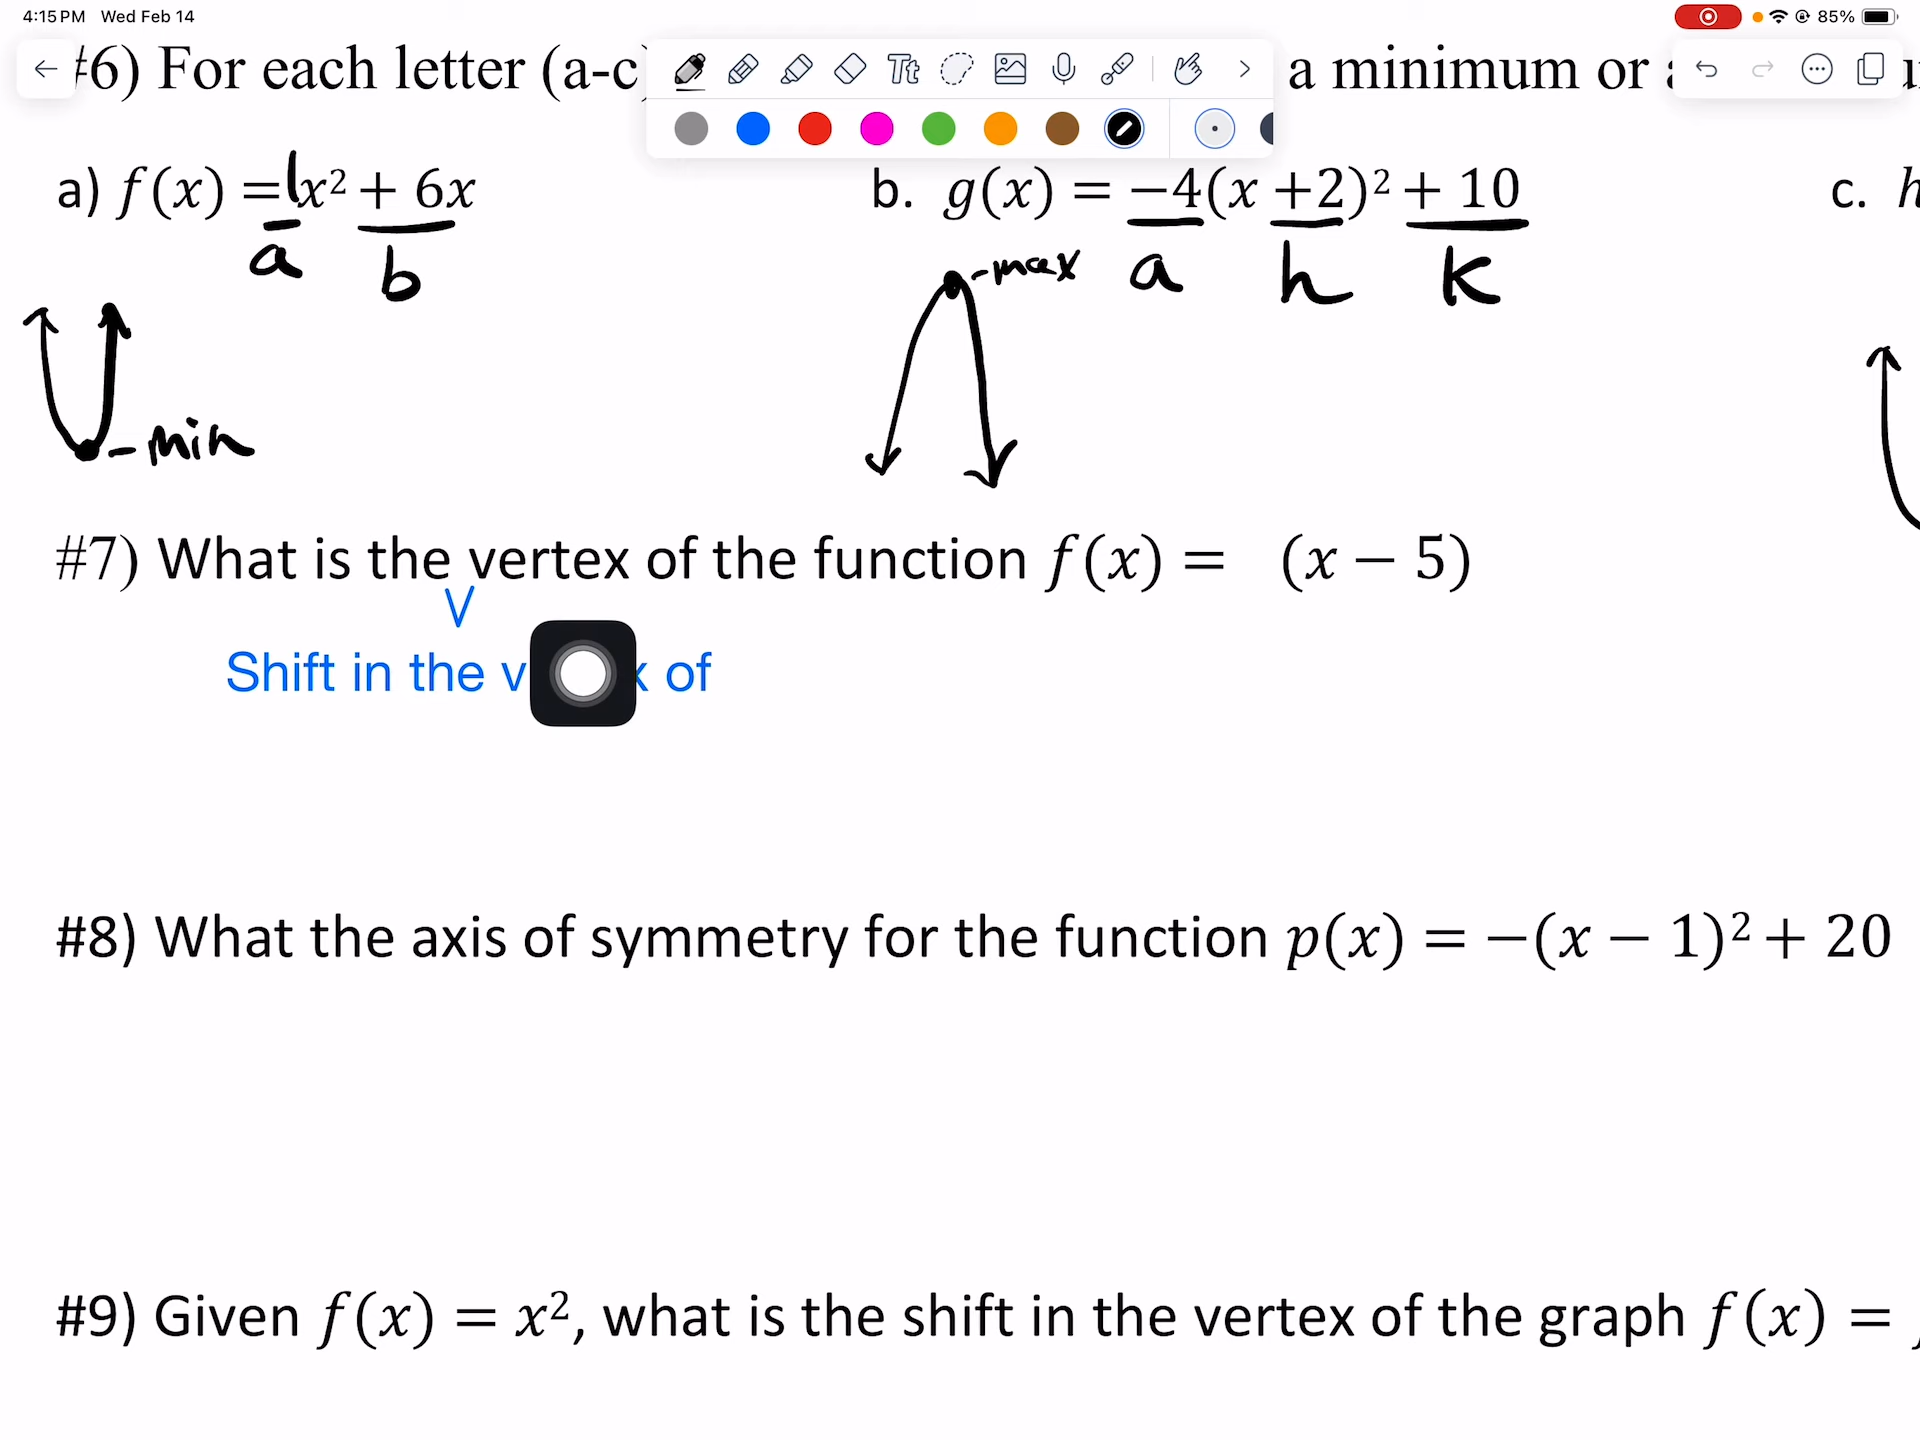 4:15 PM Wed Feb 14
85%
#6) For each letter (a-c)
a minimum or
Tt
a) f(x) = 1x² + 6x
b. g(x) = −4(x +2)² + 10
c. h
a b
-max a h k
-min
#7) What is the vertex of the function f(x) = (x − 5)
V
Shift in the v x of
#8) What the axis of symmetry for the function p(x) = −(x − 1)² + 20
#9) Given f(x) = x², what is the shift in the vertex of the graph f(x) =